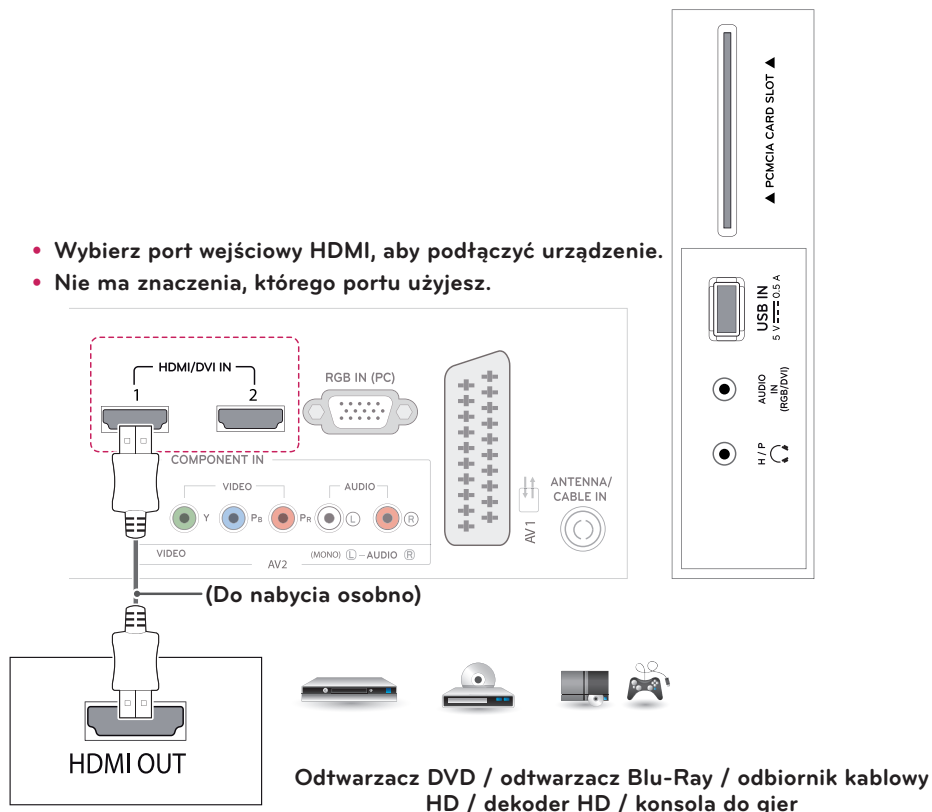 ▲ PCMCIA CARD SLOT ▲
• Wybierz port wejściowy HDMI, aby podłączyć urządzenie.
• Nie ma znaczenia, którego portu użyjesz.
USB IN
5 V 0.5 A
AUDIO
IN
(RGB/DVI)
H / P
HDMI/DVI IN
1
2
RGB IN (PC)
COMPONENT IN
VIDEO
AUDIO
Y
PB
PR
L
R
VIDEO
(MONO) L – AUDIO R
AV2
AV1
ANTENNA/
CABLE IN
(Do nabycia osobno)
HDMI OUT
Odtwarzacz DVD / odtwarzacz Blu-Ray / odbiornik kablowy
HD / dekoder HD / konsola do gier